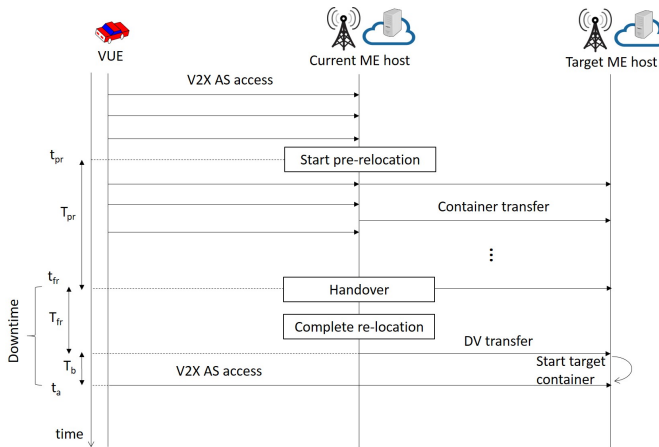 VUE
Current ME host
Target ME host
V2X AS access
t_pr
Start pre-relocation
T_pr
Container transfer
⋮
t_fr
Handover
Downtime
T_fr
Complete re-location
DV transfer
T_b
V2X AS access
Start target
container
t_a
time